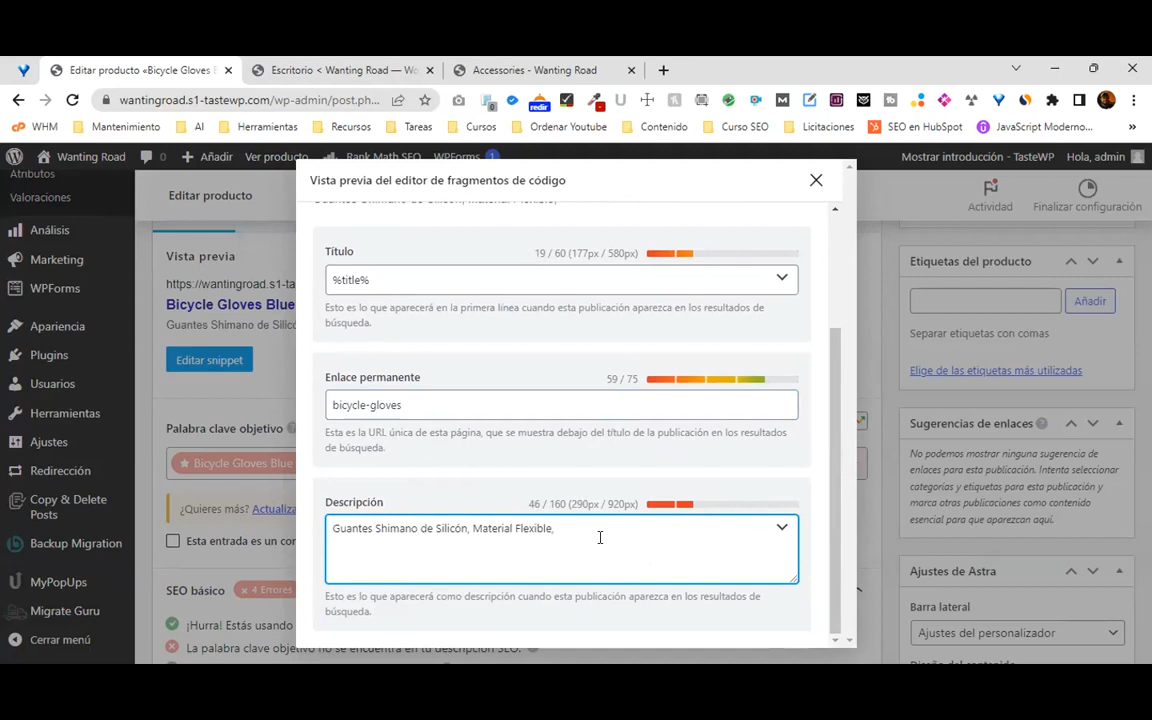 Editar producto «Bicycle Gloves B
Escritorio < Wanting Road — Wo
Accessories - Wanting Road
wantingroad.s1-tastewp.com/wp-admin/post.ph...
WHM
Mantenimiento
AI
Herramientas
Recursos
Tareas
Cursos
Ordenar Youtube
Contenido
Curso SEO
Licitaciones
SEO en HubSpot
JavaScript Moderno...
»
Wanting Road
0
Añadir
Ver producto
Rank Math SEO
WPForms
1
Mostrar introducción - TasteWP
Hola, admin
Atributos
Valoraciones
Análisis
Marketing
WPForms
Apariencia
Plugins
Usuarios
Herramientas
Ajustes
Redirección
Copy & Delete
Posts
Backup Migration
MyPopUps
Migrate Guru
Cerrar menú
Editar producto
Actividad
Finalizar configuración
Vista previa
https://wantingroad.s1-ta
Bicycle Gloves Blue
Guantes Shimano de Silicó
Editar snippet
Palabra clave objetivo
Bicycle Gloves Blue
¿Quieres más? Actualiza
Esta entrada es un con
SEO básico
× 4 Errores
¡Hurra! Estás usando
La palabra clave objetivo no se encuentra en tu descripción SEO.
Vista previa del editor de fragmentos de código
Guantes Shimano de Silicón, Material Flexible,
Título
19 / 60 (177px / 580px)
%title%
Esto es lo que aparecerá en la primera línea cuando esta publicación aparezca en los resultados de
búsqueda.
Enlace permanente
59 / 75
bicycle-gloves
Esta es la URL única de esta página, que se muestra debajo del título de la publicación en los resultados
de búsqueda.
Descripción
46 / 160 (290px / 920px)
Guantes Shimano de Silicón, Material Flexible,
Esto es lo que aparecerá como descripción cuando esta publicación aparezca en los resultados de
búsqueda.
Etiquetas del producto
Añadir
Separar etiquetas con comas
Elige de las etiquetas más utilizadas
Sugerencias de enlaces
No podemos mostrar ninguna sugerencia de
enlaces para esta publicación. Intenta seleccionar
categorías y etiquetas para esta publicación y
marca otras publicaciones como contenido
esencial para que aparezcan aquí.
Ajustes de Astra
Barra lateral
Ajustes del personalizador